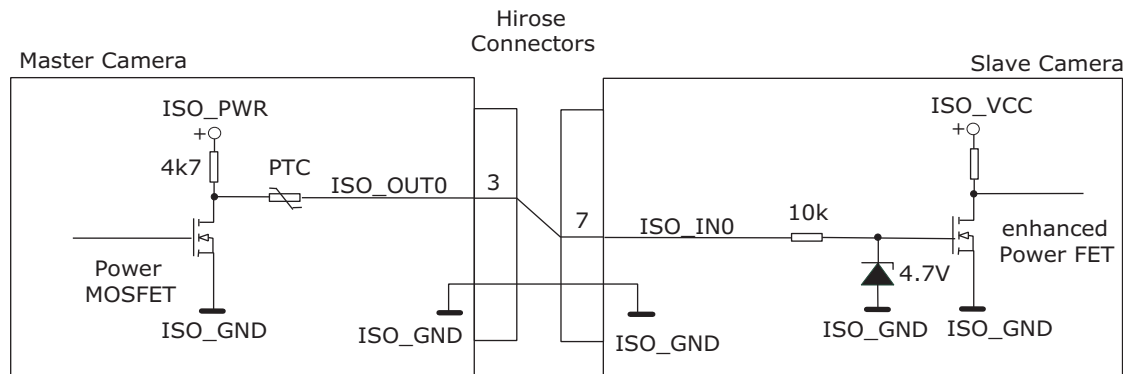 Hirose
Connectors
Master Camera
Slave Camera
ISO_PWR
+
4k7
PTC
ISO_OUT0
3
7
ISO_IN0
10k
ISO_VCC
+
enhanced
Power FET
4.7V
Power
MOSFET
ISO_GND
ISO_GND
ISO_GND
ISO_GND
ISO_GND